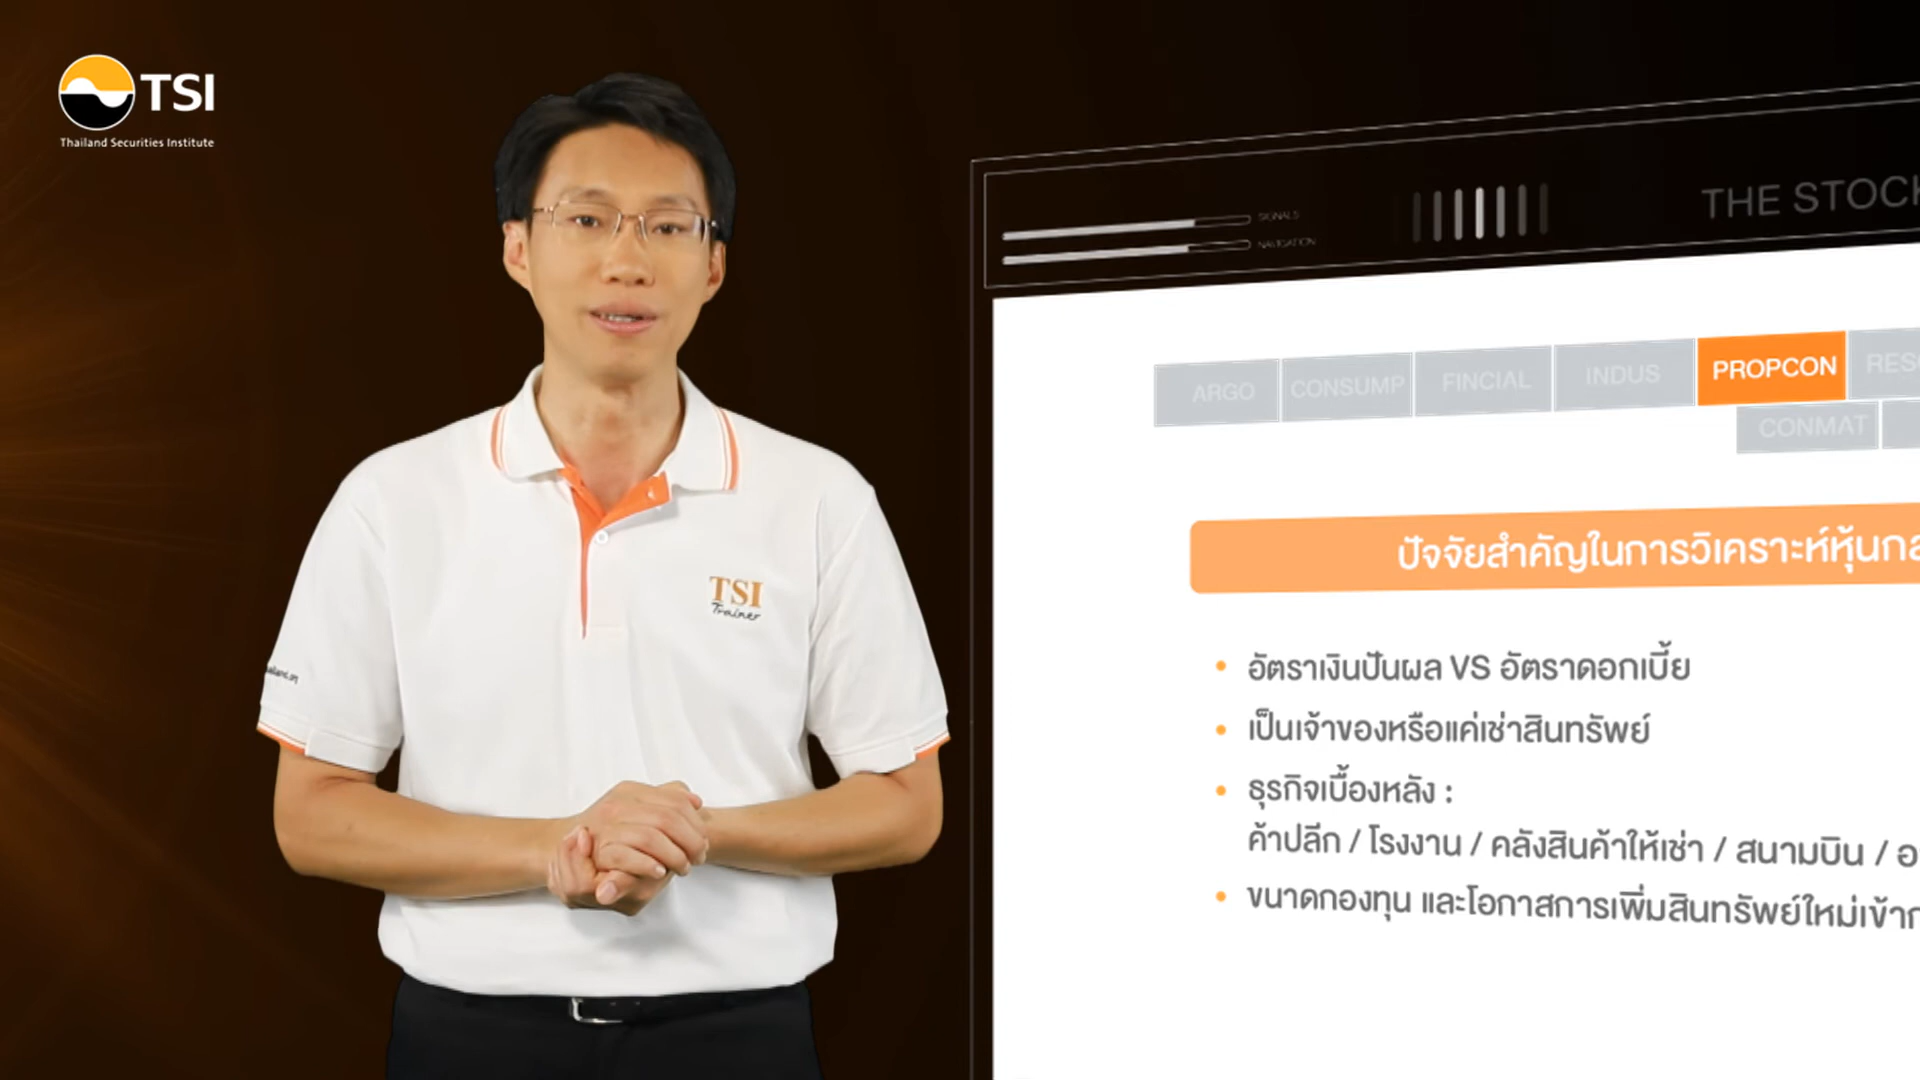 TSI
Thailand Securities Institute
SIGNALS
NAVIGATION
THE STOCK
ARGO
CONSUMP
FINCIAL
INDUS
PROPCON
RESO
CONMAT
ปัจจัยสำคัญในการวิเคราะห์หุ้นกล
• อัตราเงินปันผล VS อัตราดอกเบี้ย
• เป็นเจ้าของหรือแค่เช่าสินทรัพย์
• ธุรกิจเบื้องหลัง :
ค้าปลีก / โรงงาน / คลังสินค้าให้เช่า / สนามบิน / อ
• ขนาดกองทุน และโอกาสการเพิ่มสินทรัพย์ใหม่เข้าก
TSI
Trainer